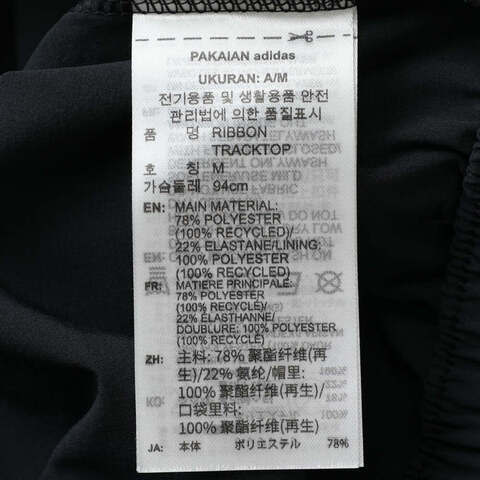 PAKAIAN adidas
UKURAN: A/M
전기용품 및 생활용품 안전
관리법에 의한 품질표시
품 명 RIBBON
TRACKTOP
호 칭 M
가슴둘레 94cm
EN: MAIN MATERIAL:
78% POLYESTER
(100% RECYCLED)/
22% ELASTANE/LINING:
100% POLYESTER
(100% RECYCLED)
FR: MATIERE PRINCIPALE:
78% POLYESTER
(100% RECYCLE)/
22% ELASTHANNE/
DOUBLURE: 100% POLYESTER
(100% RECYCLE)
ZH: 主料: 78% 聚酯纤维(再
生)/22% 氨纶/帽里:
100% 聚酯纤维(再生)/
口袋里料:
100% 聚酯纤维(再生)
JA: 本体 ポリエステル 78%